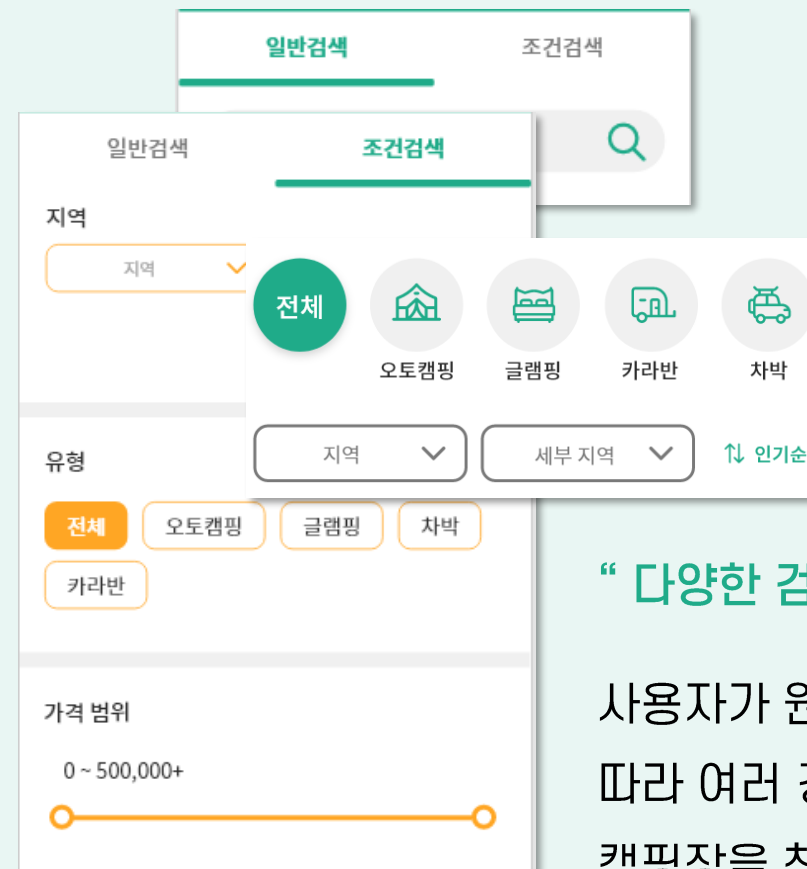 일반검색 조건검색
일반검색 조건검색
지역
지역
전체
오토캠핑 글램핑 카라반 차박
지역 세부 지역 인기순
유형
전체 오토캠핑 글램핑 차박
카라반
가격 범위
0 ~ 500,000+
“ 다양한
사용자가
따라 여러
캠핑장을